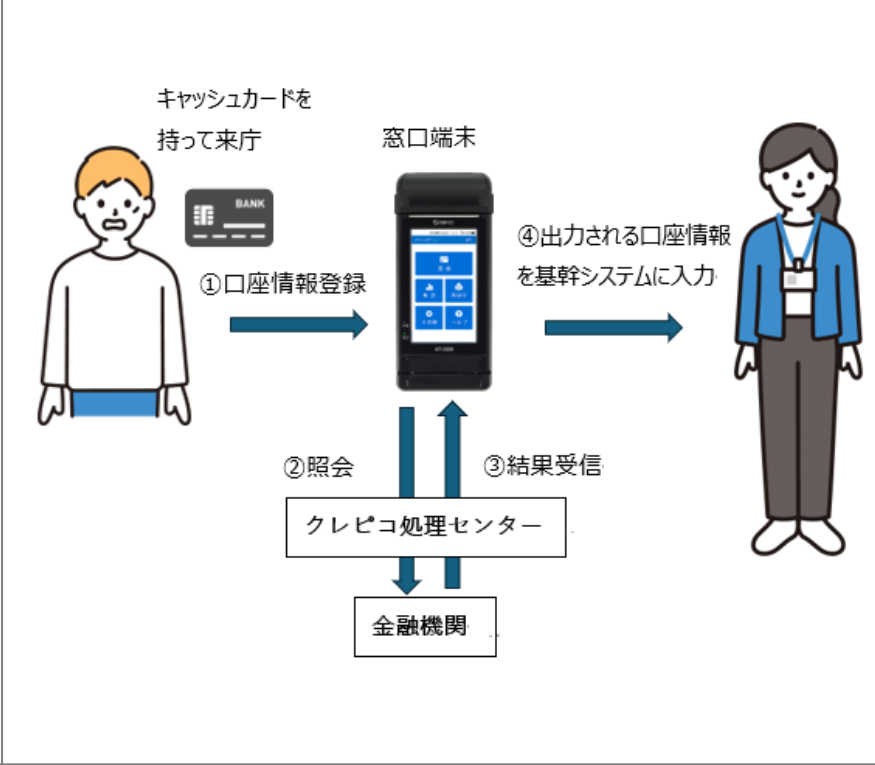 キャッシュカードを
持って来庁
窓口端末
BANK
①口座情報登録
④出力される口座情報
を基幹システムに入力
②照会
③結果受信
クレピコ処理センター
金融機関